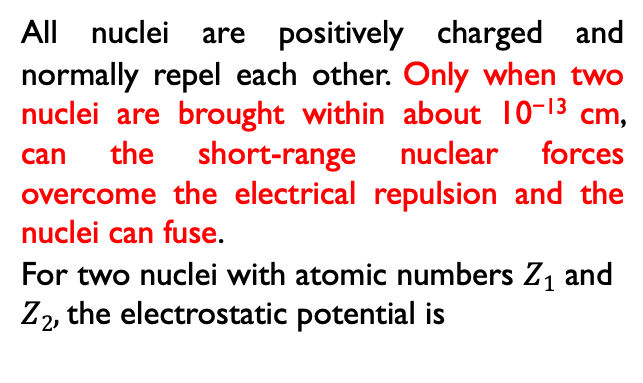 All nuclei are positively charged and
normally repel each other. Only when two
nuclei are brought within about 10⁻¹³ cm,
can the short-range nuclear forces
overcome the electrical repulsion and the
nuclei can fuse.
For two nuclei with atomic numbers Z₁ and
Z₂, the electrostatic potential is